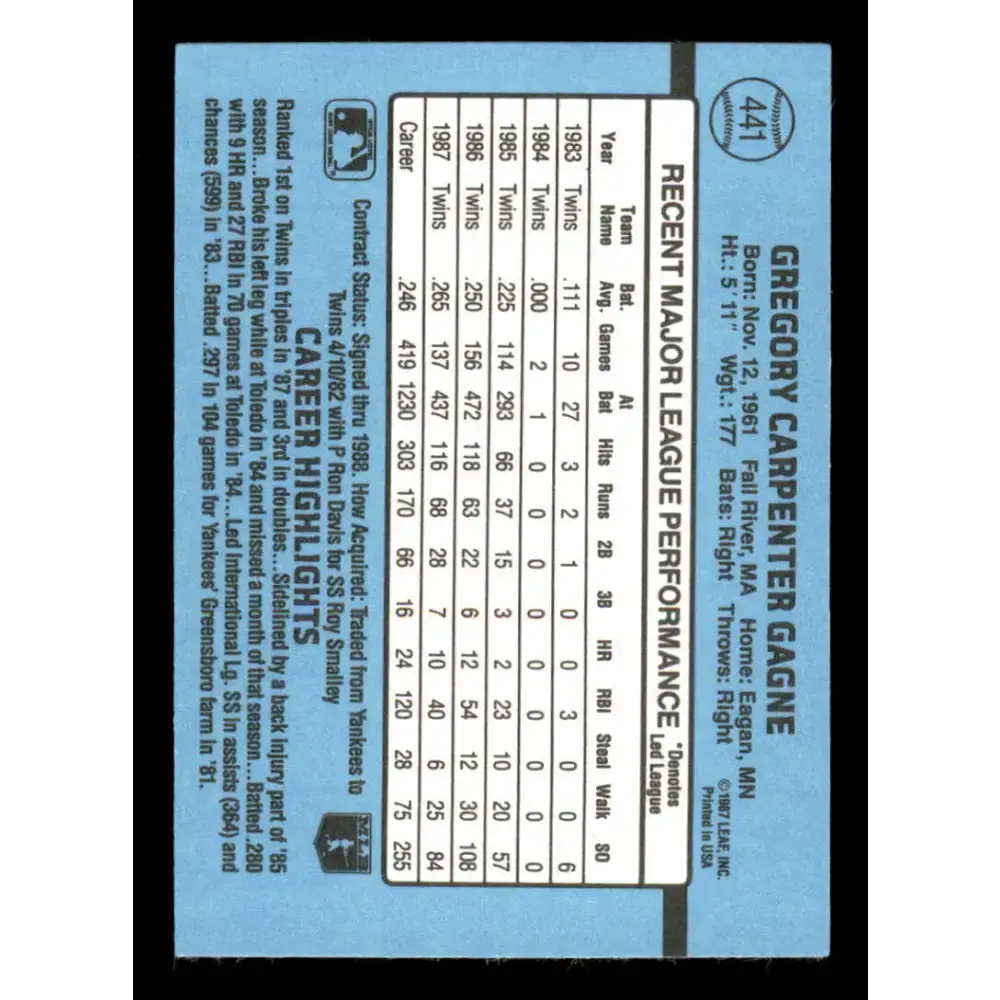 441
GREGORY CARPENTER GAGNE
Born: Nov. 12, 1961 Fall River, MA Home: Eagan, MN
Ht.: 5'11" Wgt.: 177 Bats: Right Throws: Right
©1987 LEAF, INC.
Printed in USA
RECENT MAJOR LEAGUE PERFORMANCE
*Denotes
Led League
Year Team Name Bat. Avg. Games At Bat Hits Runs 2B 3B HR RBI Steal Walk SO
1983 Twins .111 10 27 3 2 1 0 0 3 0 0 6
1984 Twins .000 2 1 0 0 0 0 0 0 0 0 0
1985 Twins .225 114 293 66 37 15 3 2 23 10 20 57
1986 Twins .250 156 472 118 63 22 6 12 54 12 30 108
1987 Twins .265 137 437 116 68 28 7 10 40 6 25 84
Career .246 419 1230 303 170 66 16 24 120 28 75 255
Contract Status: Signed thru 1988. How Acquired: Traded from Yankees to
Twins 4/10/82 with P Ron Davis for SS Roy Smalley
MLB
CAREER HIGHLIGHTS
Ranked 1st on Twins in triples in '87 and 3rd in doubles...Sidelined by a back injury part of '85
season...Broke his left leg while at Toledo in '84 and missed a month of that season...Batted .280
with 9 HR and 27 RBI in 70 games at Toledo in '84...Led International Lg. SS in assists (364) and
chances (599) in '83...Batted .297 in 104 games for Yankees' Greensboro farm in '81.